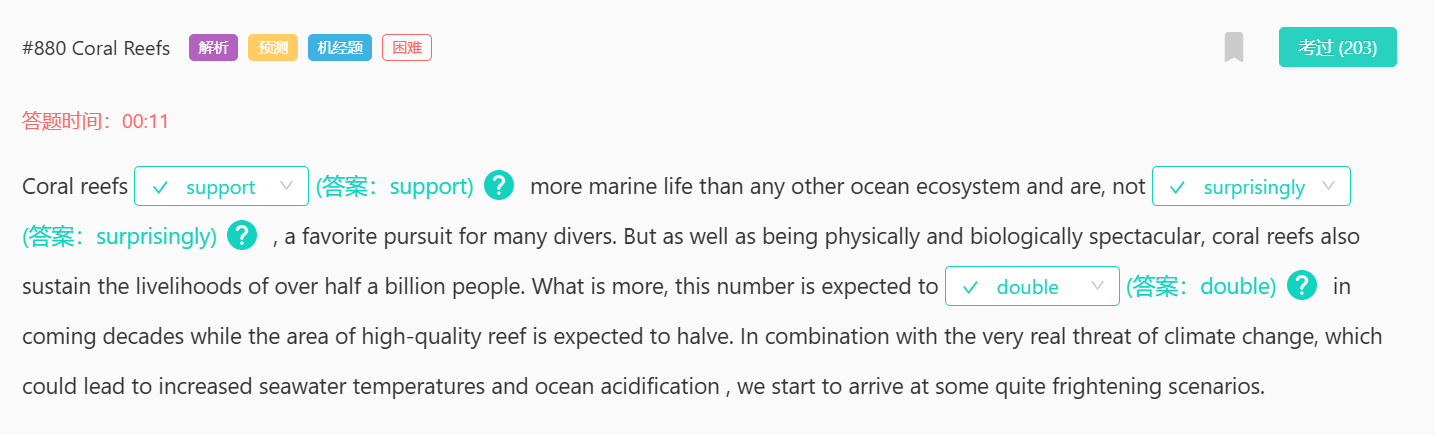 #880 Coral Reefs 解析 预测 机经题 困难 考过 (203)
答题时间：00:11
Coral reefs support (答案：support) ? more marine life than any other ocean ecosystem and are, not surprisingly
(答案：surprisingly) ? , a favorite pursuit for many divers. But as well as being physically and biologically spectacular, coral reefs also
sustain the livelihoods of over half a billion people. What is more, this number is expected to double (答案：double) ? in
coming decades while the area of high-quality reef is expected to halve. In combination with the very real threat of climate change, which
could lead to increased seawater temperatures and ocean acidification , we start to arrive at some quite frightening scenarios.